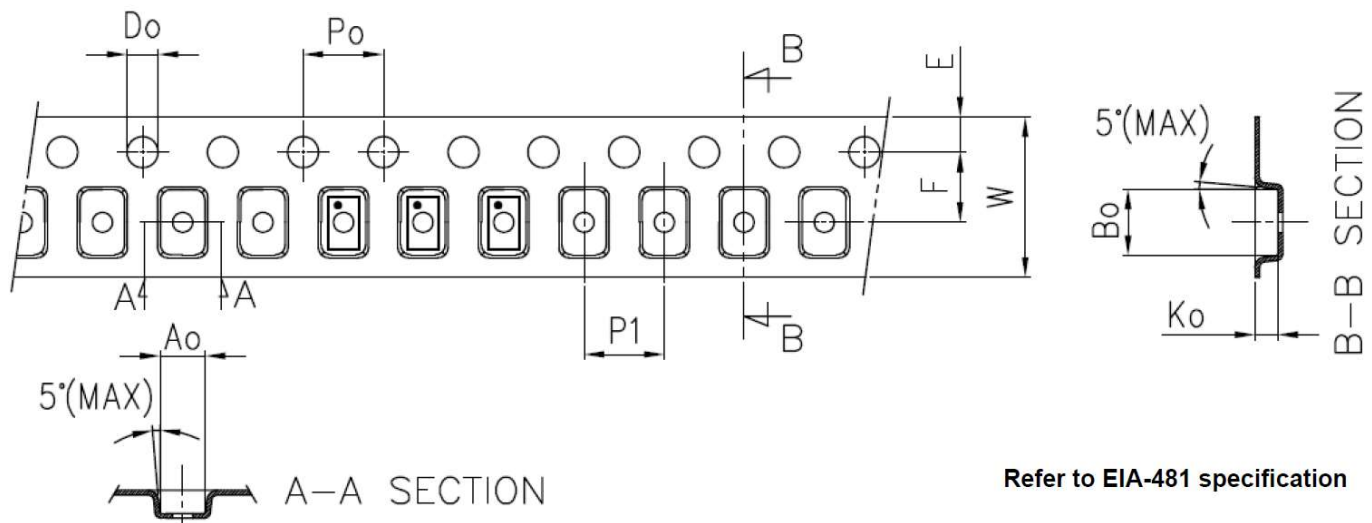 Do
Po
B
E
5°(MAX)
F
W
Bo
B-B SECTION
A
A
P1
B
Ko
Ao
5°(MAX)
A-A SECTION
Refer to EIA-481 specification